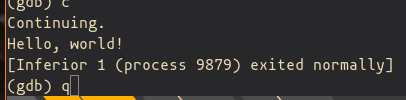 (gdb) c
Continuing.
Hello, world!
[Inferior 1 (process 9879) exited normally]
(gdb) q